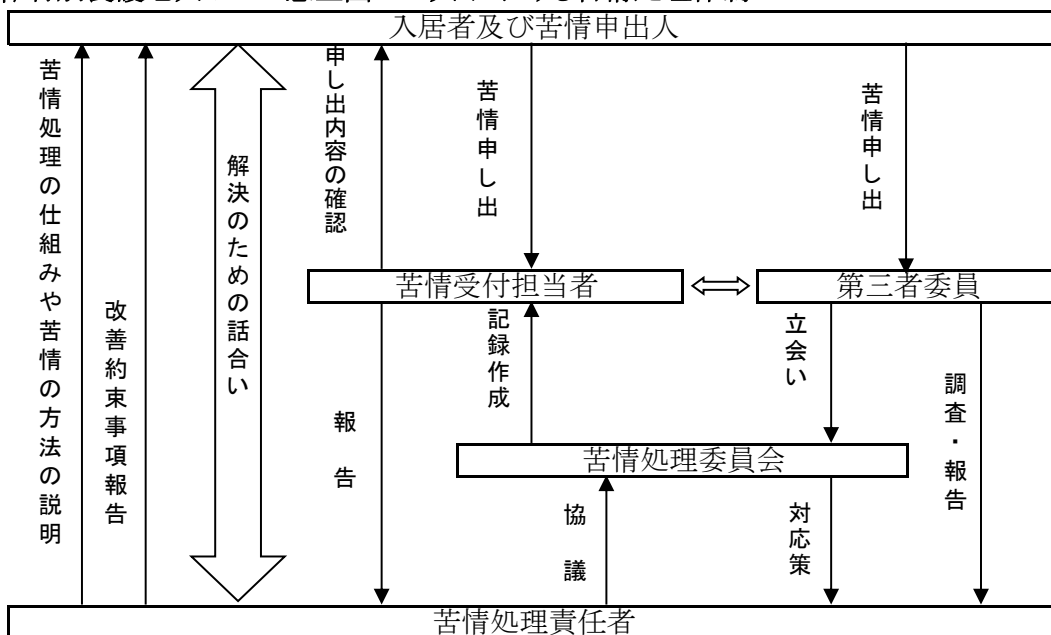 入居者及び苦情申出人
苦情処理の仕組みや苦情の方法の説明
改善約束事項報告
解決のための話合い
申し出内容の確認
苦情申し出
苦情申し出
苦情受付担当者
第三者委員
記録作成
立会い
報告
調査・報告
苦情処理委員会
協議
対応策
苦情処理責任者